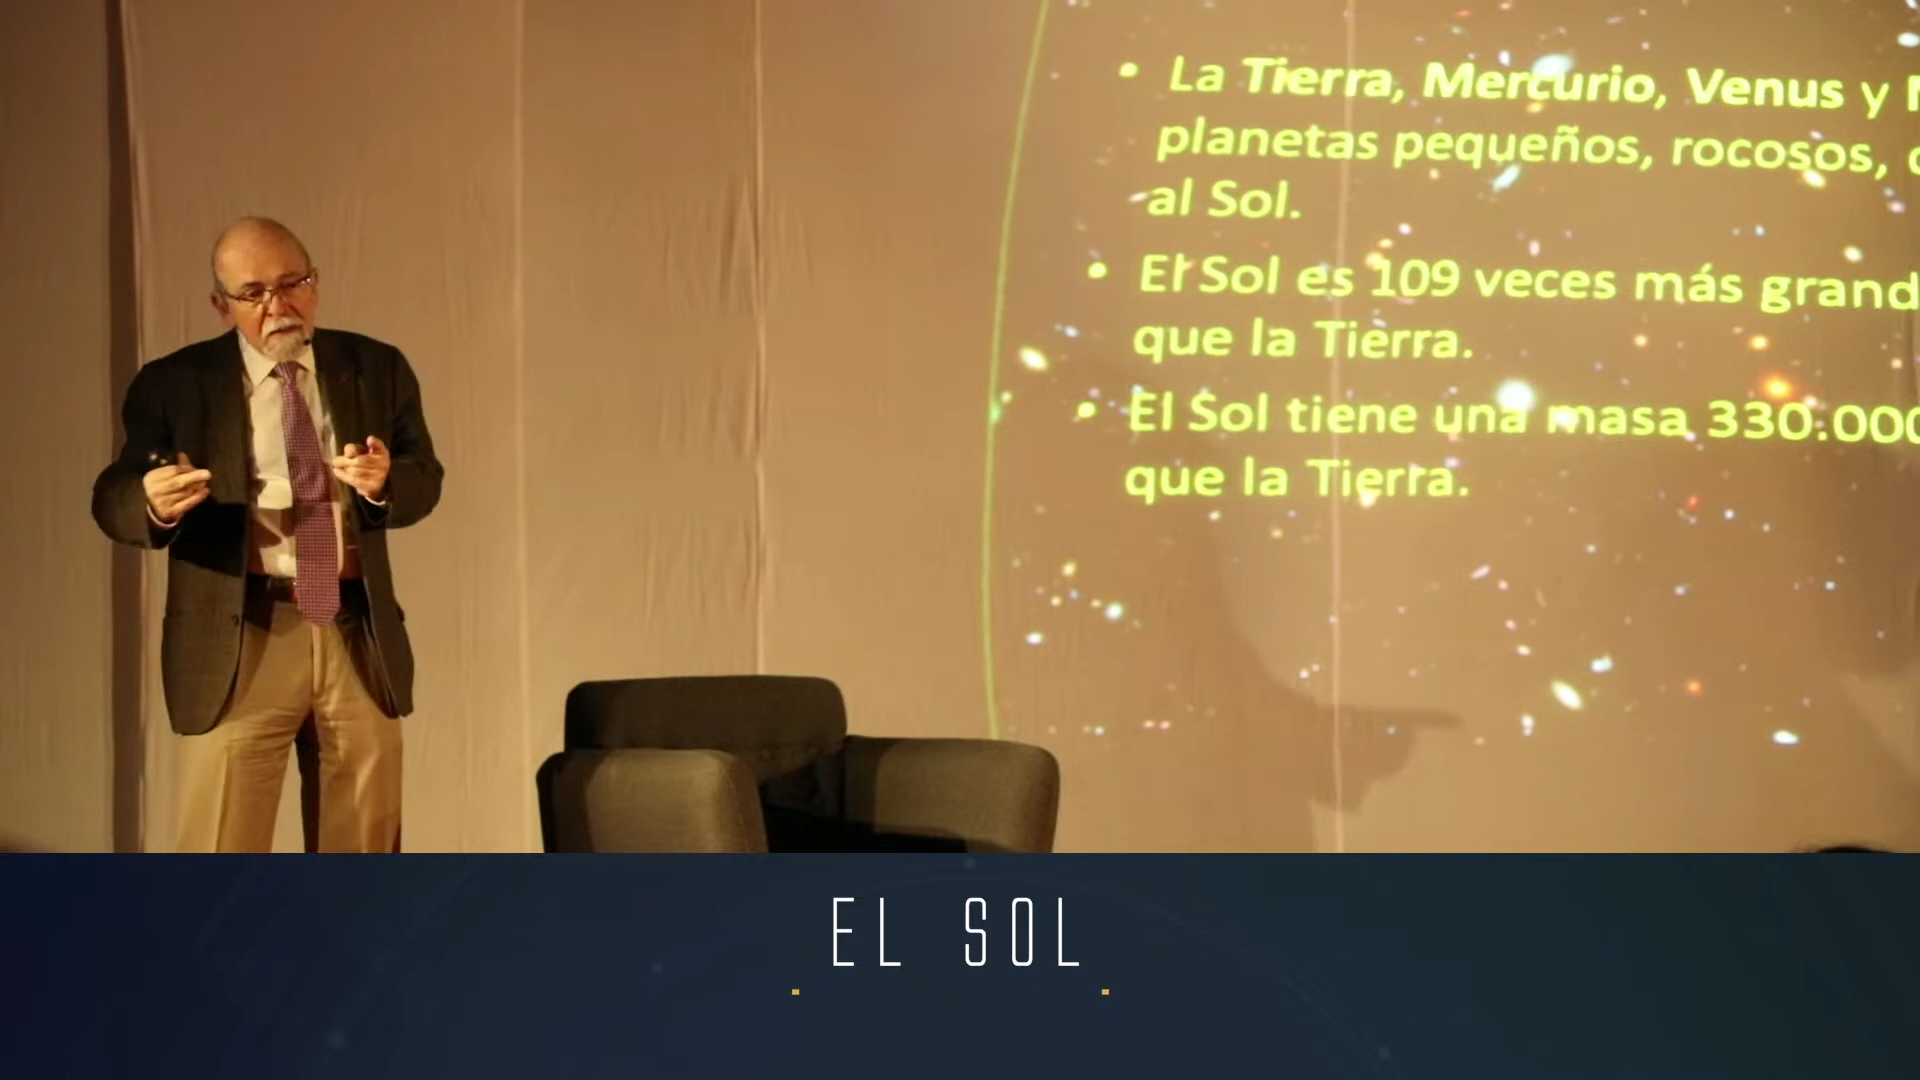 • La Tierra, Mercurio, Venus y
planetas pequeños, rocosos,
al Sol.
• El Sol es 109 veces más grand
que la Tierra.
• El Sol tiene una masa 330.000
que la Tierra.
EL SOL